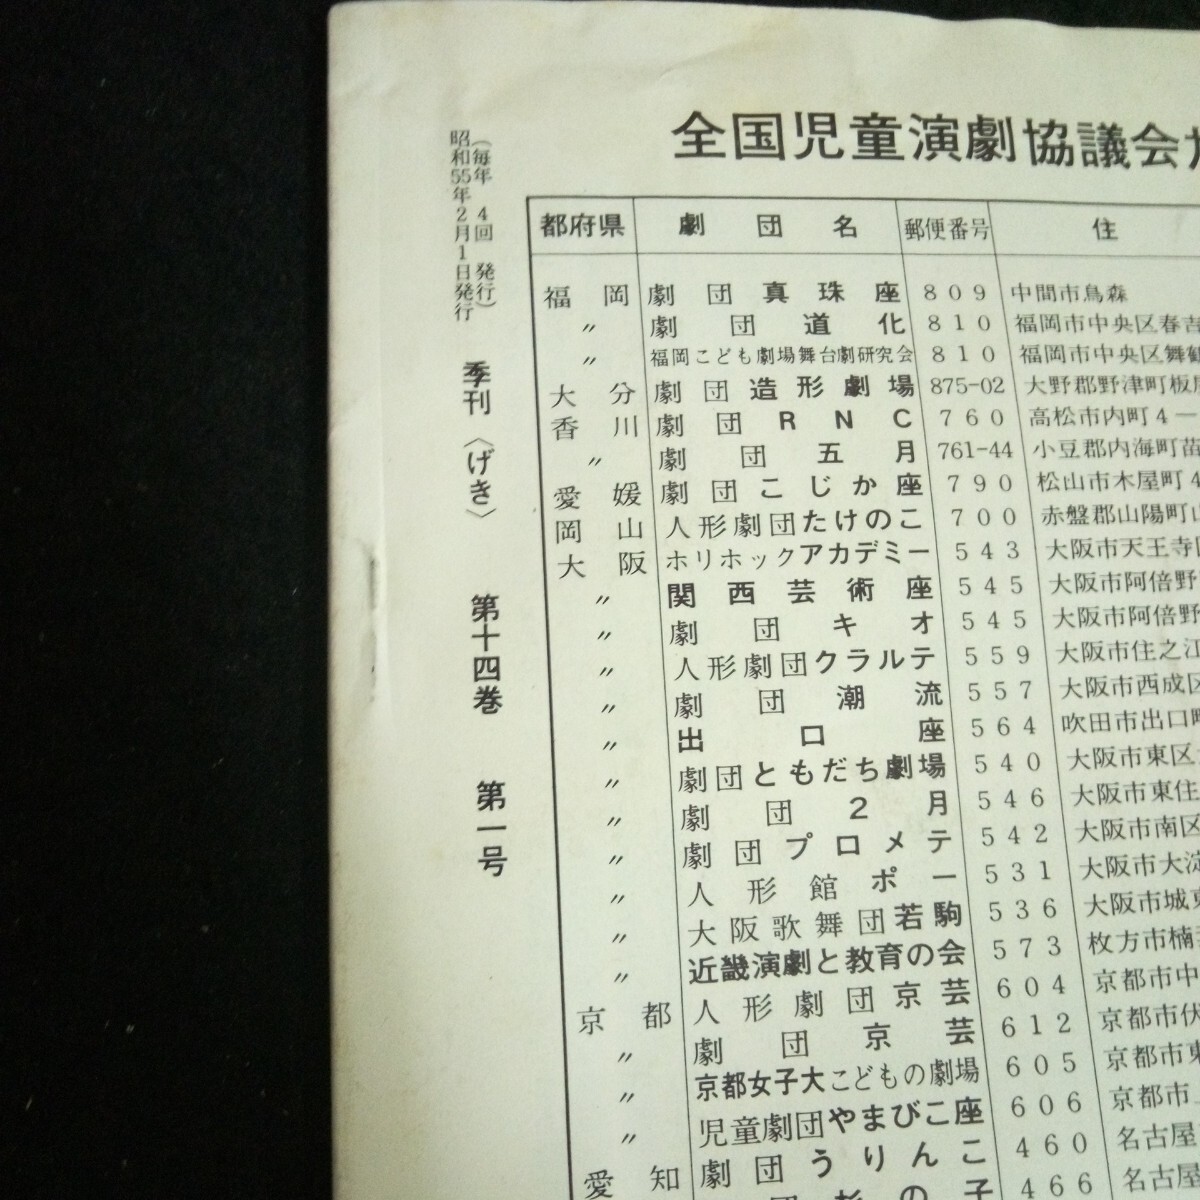 全国児童演劇協議会
(毎年 4回 発行)
昭和55年2月1日発行
季刊〈げき〉 第十四巻 第一号
都府県 劇団名 郵便番号 住
福岡 劇団真珠座 809 中間市鳥森
〃 劇団道化 810 福岡市中央区春吉
〃 福岡こども劇場舞台劇研究会 810 福岡市中央区舞鶴
大分 劇団造形劇場 875-02 大野郡野津町板屋
香川 劇団RNC 760 高松市内町4−
〃 劇団五月 761-44 小豆郡内海町苗
愛媛 劇団こじか座 790 松山市木屋町4
岡山 人形劇団たけのこ 700 赤盤郡山陽町山
大阪 ホリホックアカデミー 543 大阪市天王寺区
〃 関西芸術座 545 大阪市阿倍野
〃 劇団キオ 545 大阪市阿倍野
〃 人形劇団クラルテ 559 大阪市住之江
〃 劇団潮流 557 大阪市西成区
〃 出口座 564 吹田市出口町
〃 劇団ともだち劇場 540 大阪市東区
〃 劇団2月 546 大阪市東住
〃 劇団プロメテ 542 大阪市南区
〃 人形館ポー 531 大阪市大淀
〃 大阪歌舞団若駒 536 大阪市城東
〃 近畿演劇と教育の会 573 枚方市楠葉
京都 人形劇団京芸 604 京都市中
〃 劇団京芸 612 京都市伏
〃 京都女子大こどもの劇場 605 京都市東
〃 児童劇団やまびこ座 606 京都市
愛知 劇団うりんこ 460 名古屋
の子 466 名古屋